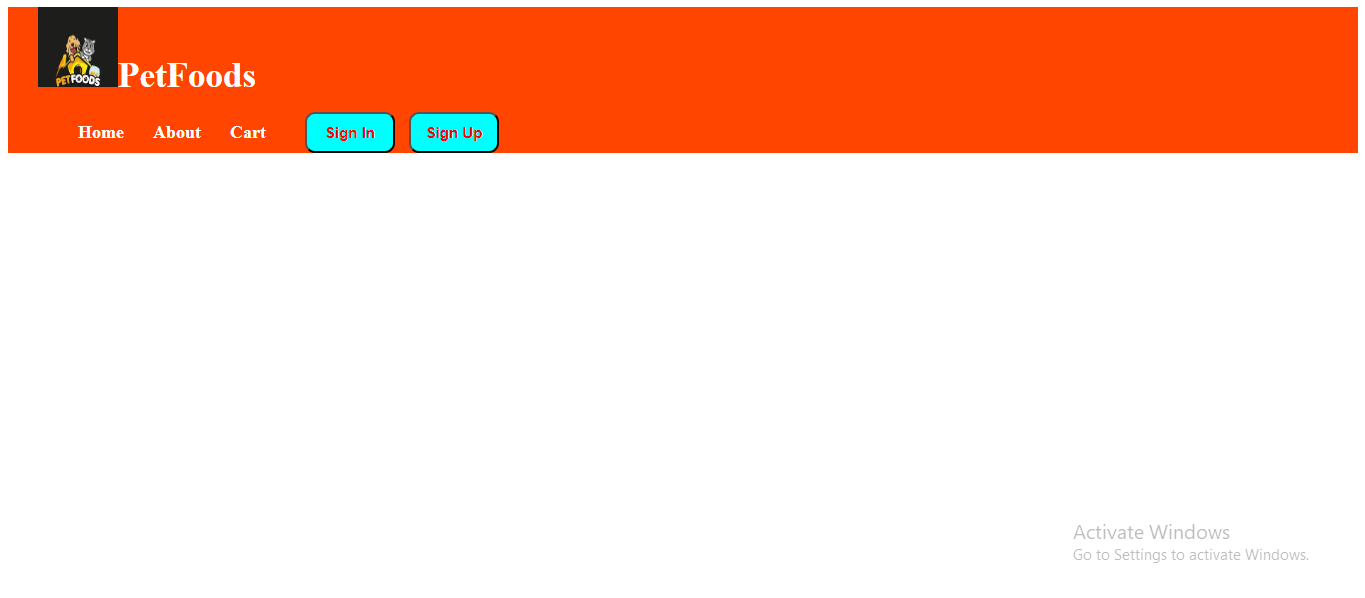 PETFOODS
PetFoods
Home About Cart Sign In Sign Up
Activate Windows
Go to Settings to activate Windows.